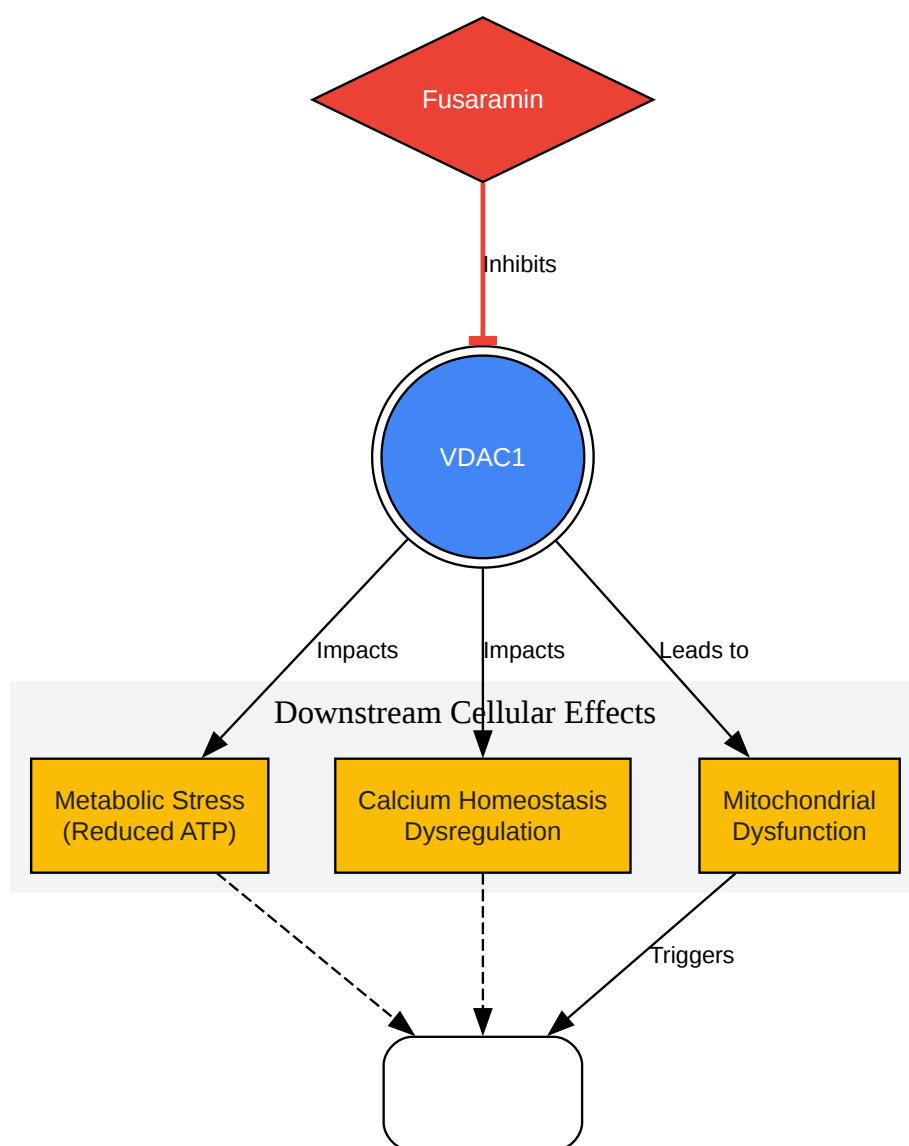 Fusaramin
Inhibits
VDAC1
Impacts
Impacts
Leads to
Downstream Cellular Effects
Metabolic Stress
(Reduced ATP)
Calcium Homeostasis
Dysregulation
Mitochondrial
Dysfunction
Triggers